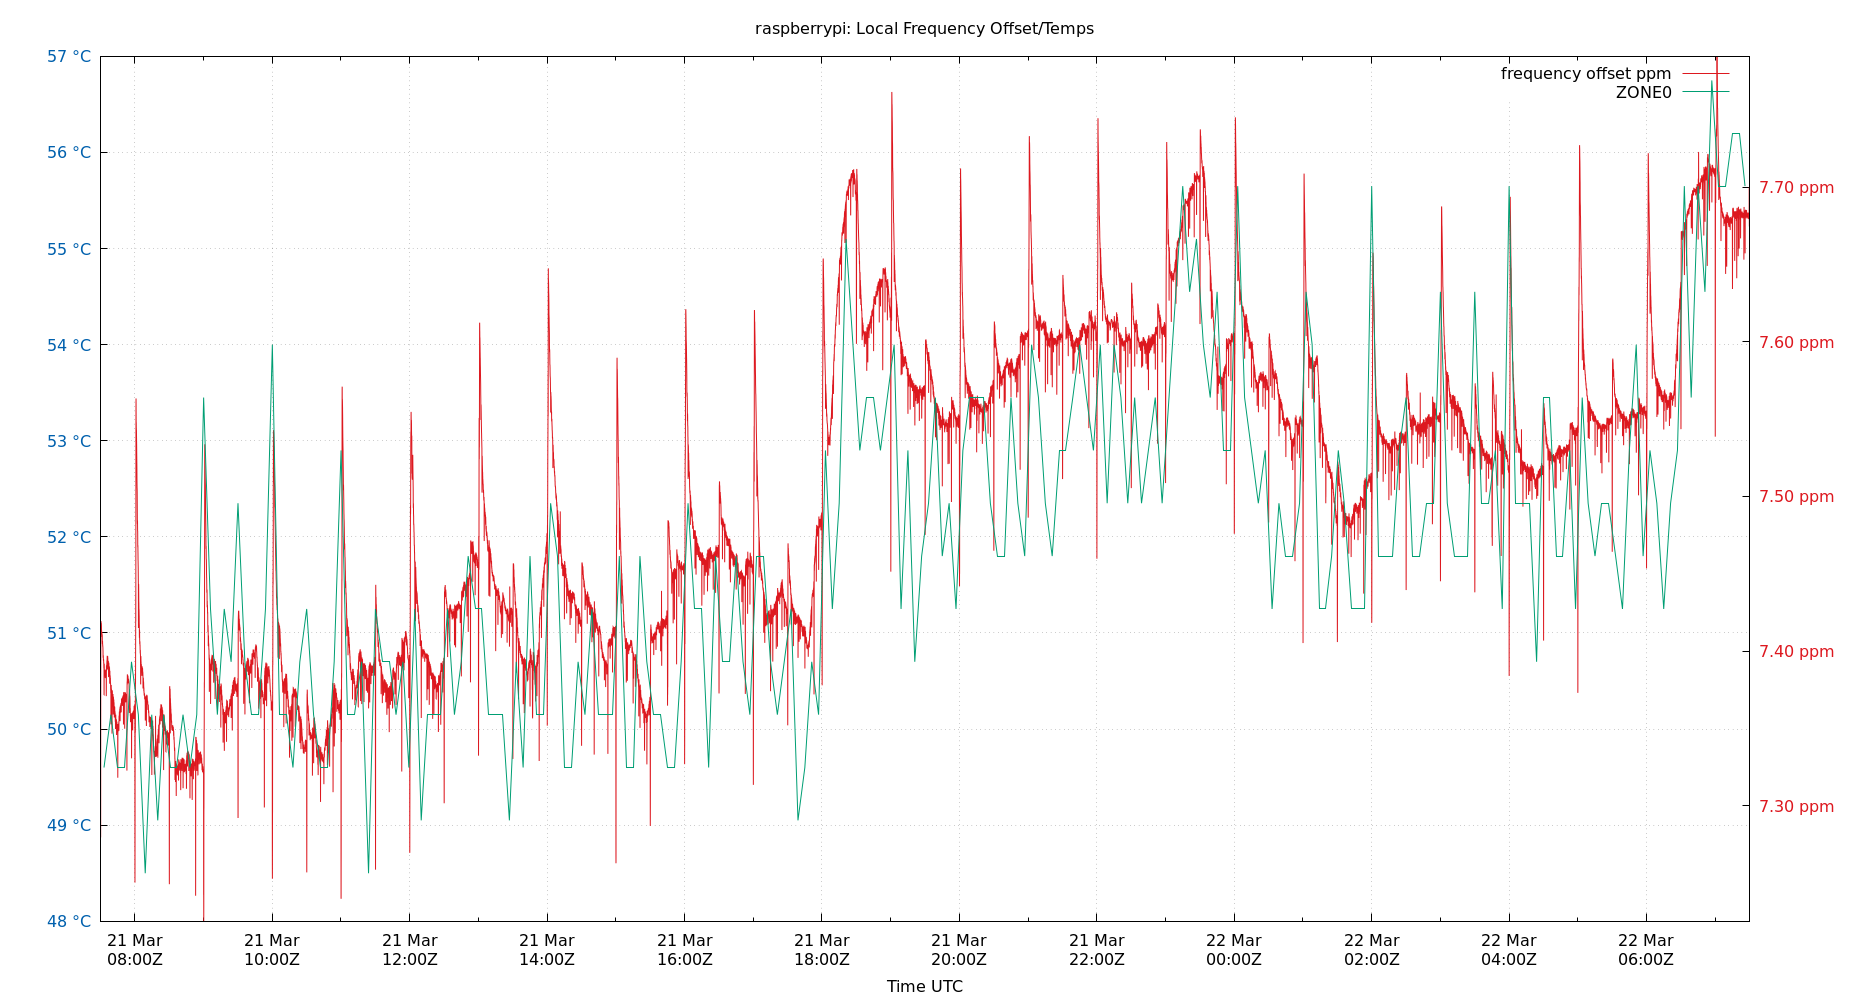 raspberrypi: Local Frequency Offset/Temps
57 °C
56 °C
55 °C
54 °C
53 °C
52 °C
51 °C
50 °C
49 °C
48 °C
frequency offset ppm
ZONE0
7.70 ppm
7.60 ppm
7.50 ppm
7.40 ppm
7.30 ppm
21 Mar 21 Mar 21 Mar 21 Mar 21 Mar 21 Mar 21 Mar 21 Mar 22 Mar 22 Mar 22 Mar 22 Mar
08:00Z 10:00Z 12:00Z 14:00Z 16:00Z 18:00Z 20:00Z 22:00Z 00:00Z 02:00Z 04:00Z 06:00Z
Time UTC